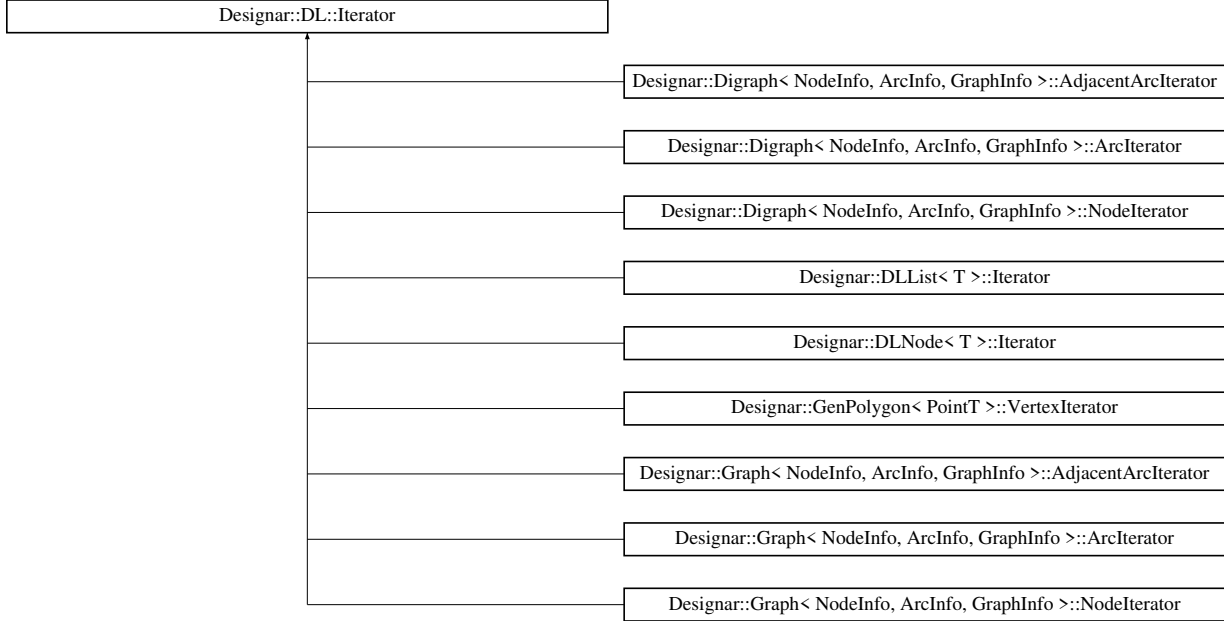 Designar::DL::Iterator
Designar::Digraph< NodeInfo, ArcInfo, GraphInfo >::AdjacentArcIterator
Designar::Digraph< NodeInfo, ArcInfo, GraphInfo >::ArcIterator
Designar::Digraph< NodeInfo, ArcInfo, GraphInfo >::NodeIterator
Designar::DLList< T >::Iterator
Designar::DLNode< T >::Iterator
Designar::GenPolygon< PointT >::VertexIterator
Designar::Graph< NodeInfo, ArcInfo, GraphInfo >::AdjacentArcIterator
Designar::Graph< NodeInfo, ArcInfo, GraphInfo >::ArcIterator
Designar::Graph< NodeInfo, ArcInfo, GraphInfo >::NodeIterator